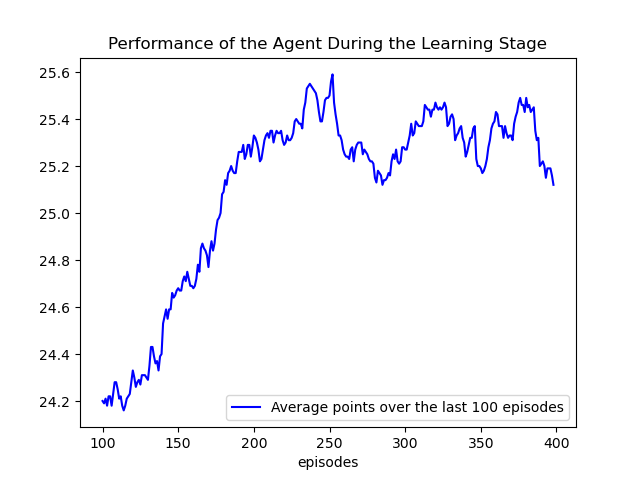 Performance of the Agent During the Learning Stage
25.6
25.4
25.2
25.0
24.8
24.6
24.4
24.2
Average points over the last 100 episodes
100 150 200 250 300 350 400
episodes